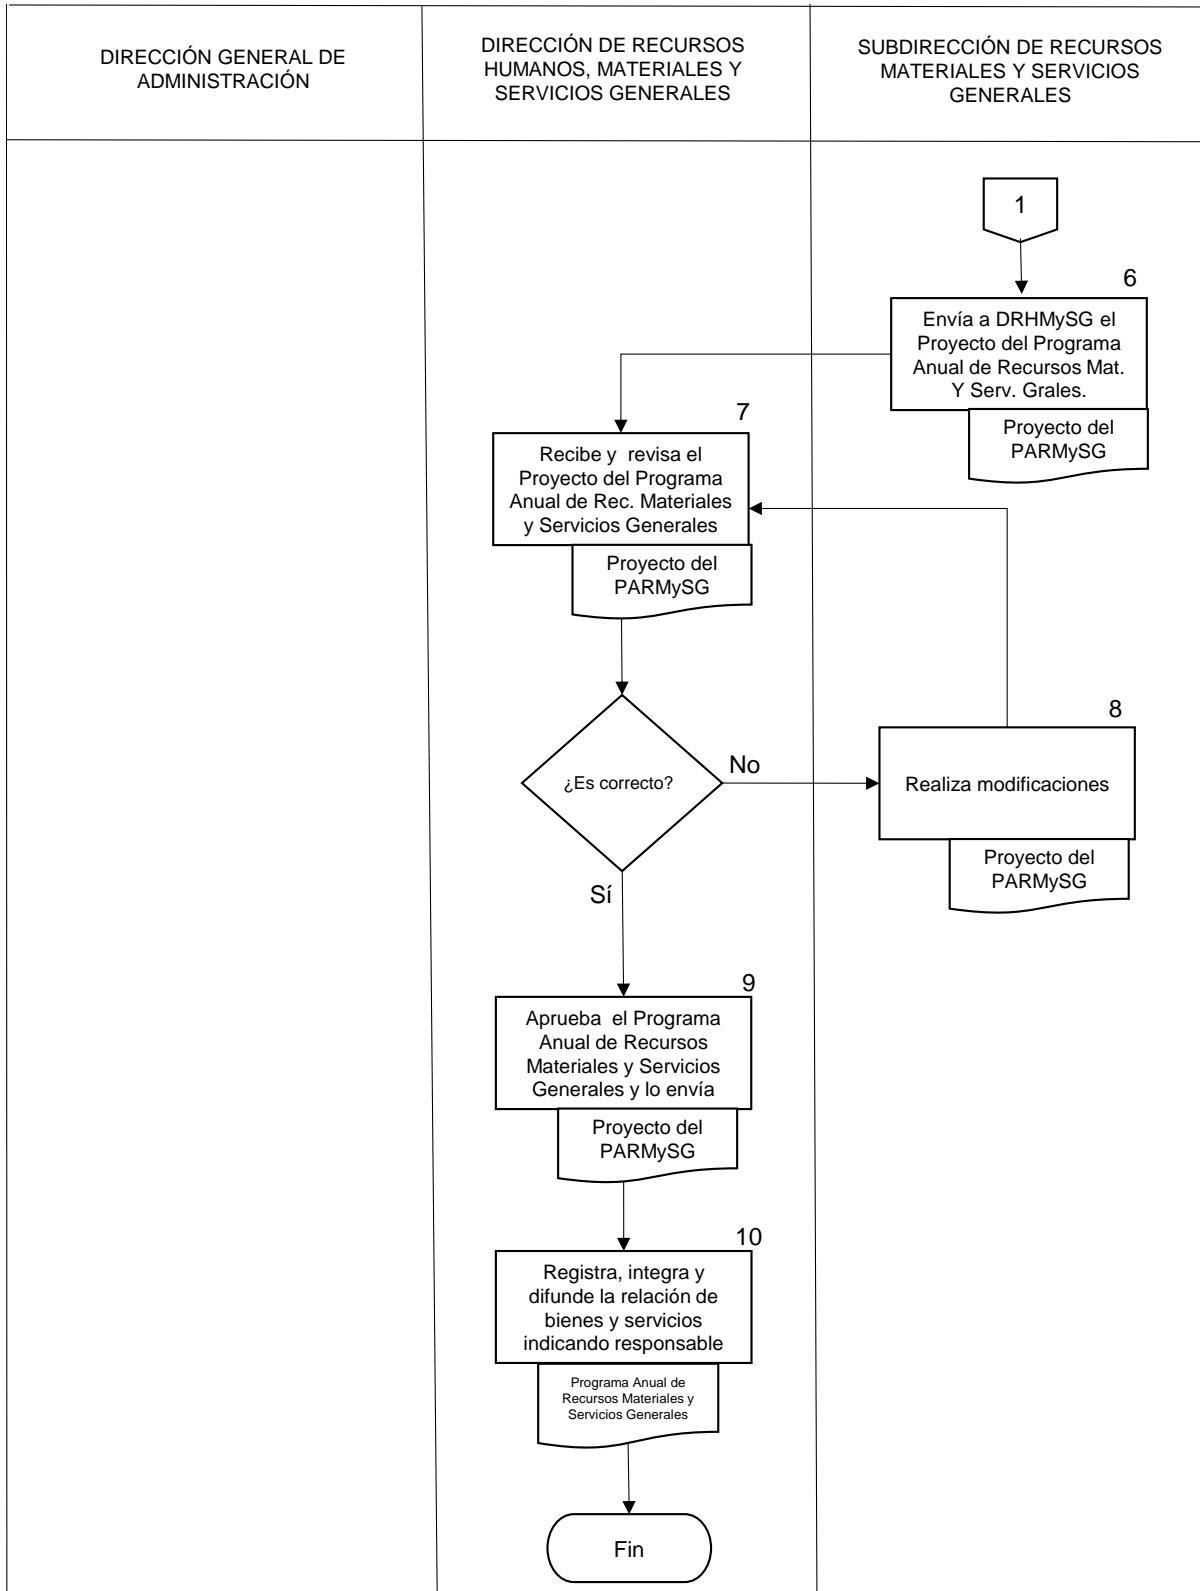 DIRECCIÓN GENERAL DE
ADMINISTRACIÓN
DIRECCIÓN DE RECURSOS
HUMANOS, MATERIALES Y
SERVICIOS GENERALES
SUBDIRECCIÓN DE RECURSOS
MATERIALES Y SERVICIOS
GENERALES
1
6
Envía a DRHMySG el
Proyecto del Programa
Anual de Recursos Mat.
Y Serv. Grales.
Proyecto del
PARMySG
7
Recibe y revisa el
Proyecto del Programa
Anual de Rec. Materiales
y Servicios Generales
Proyecto del
PARMySG
¿Es correcto?
No
8
Realiza modificaciones
Proyecto del
PARMySG
Sí
9
Aprueba el Programa
Anual de Recursos
Materiales y Servicios
Generales y lo envía
Proyecto del
PARMySG
10
Registra, integra y
difunde la relación de
bienes y servicios
indicando responsable
Programa Anual de
Recursos Materiales y
Servicios Generales
Fin